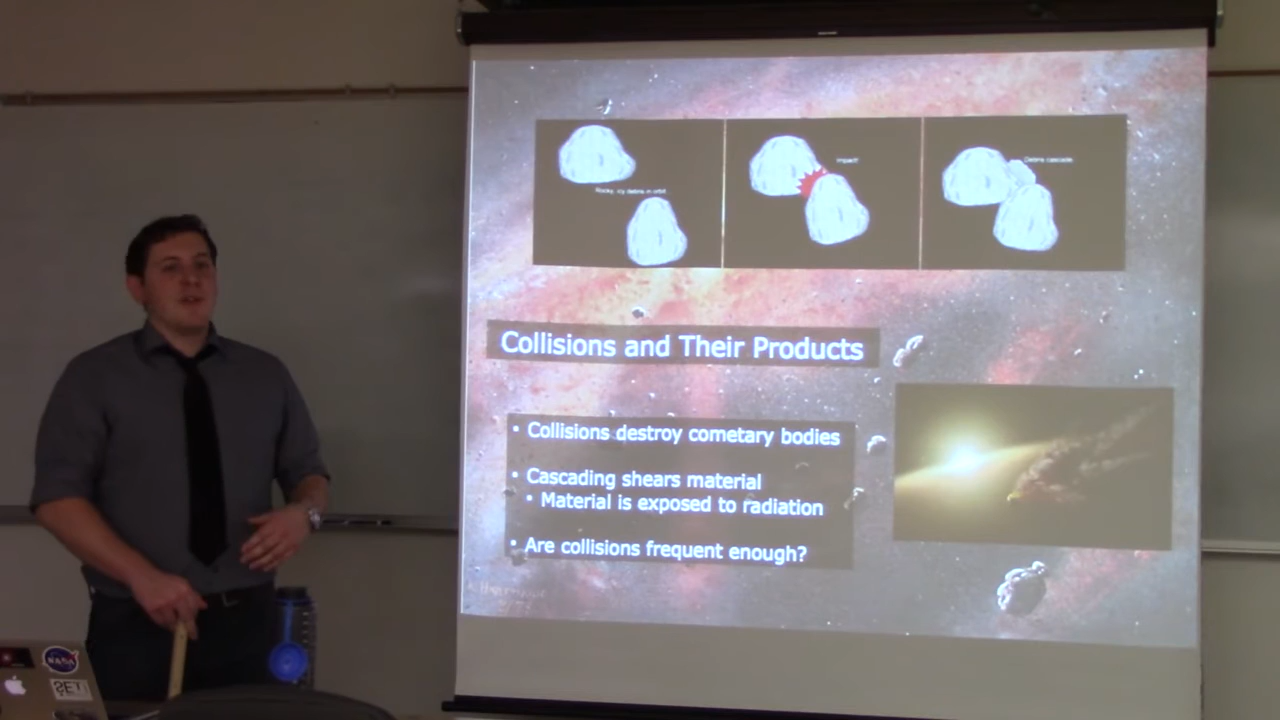 Rocky, icy debris in orbit
Impact!
Debris cascade
Collisions and Their Products
• Collisions destroy cometary bodies
• Cascading shears material
• Material is exposed to radiation
• Are collisions frequent enough?
NASA
SETI